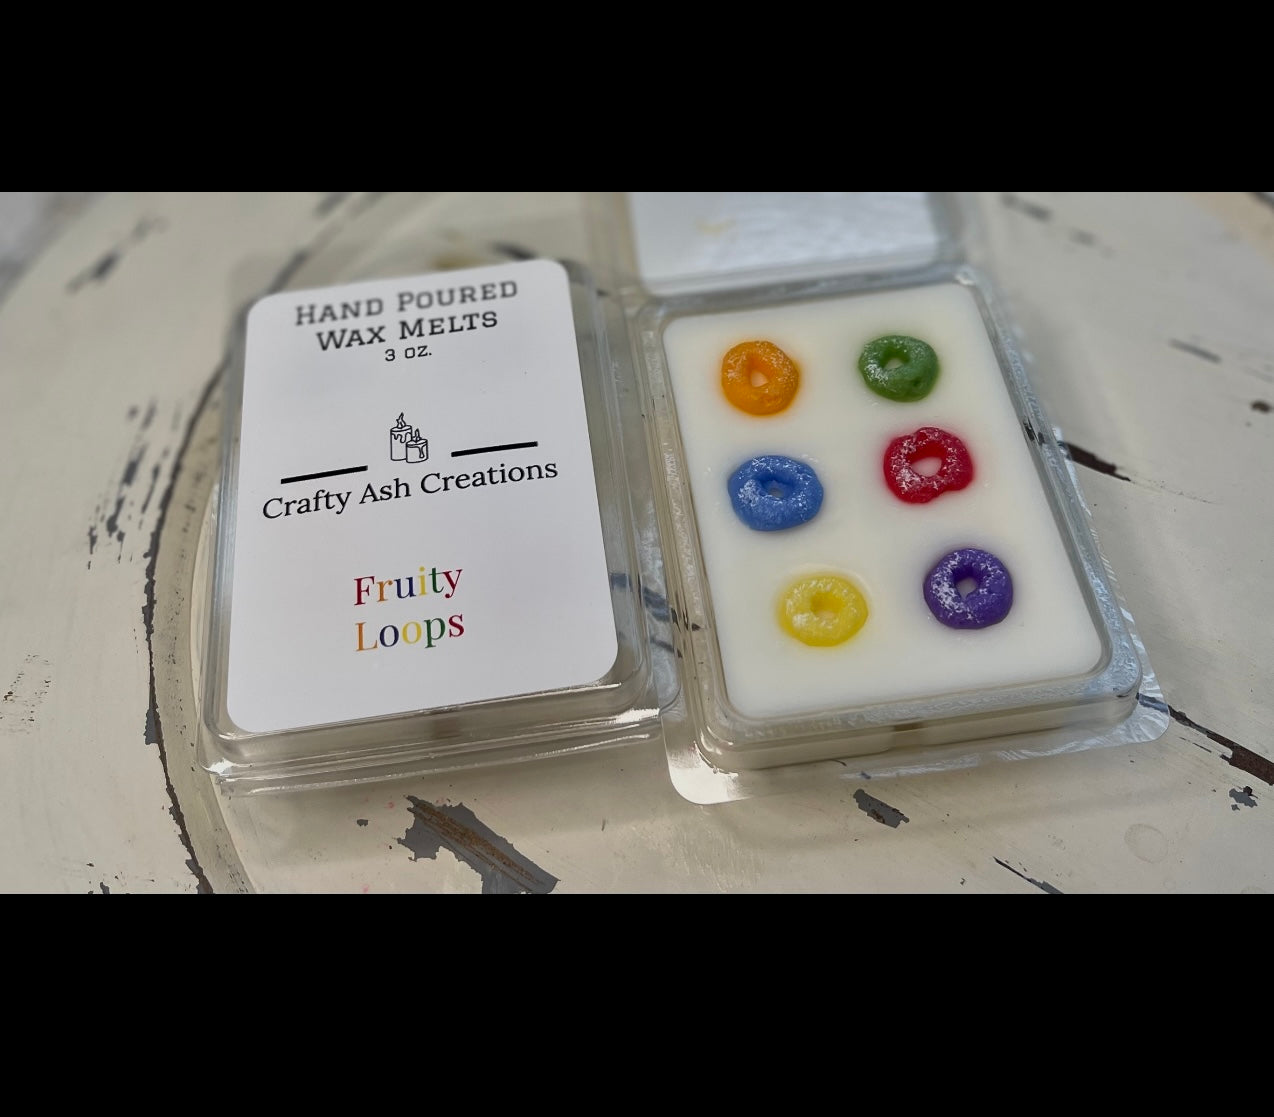 Hand Poured
Wax Melts
3 oz.
Crafty Ash Creations
Fruity
Loops